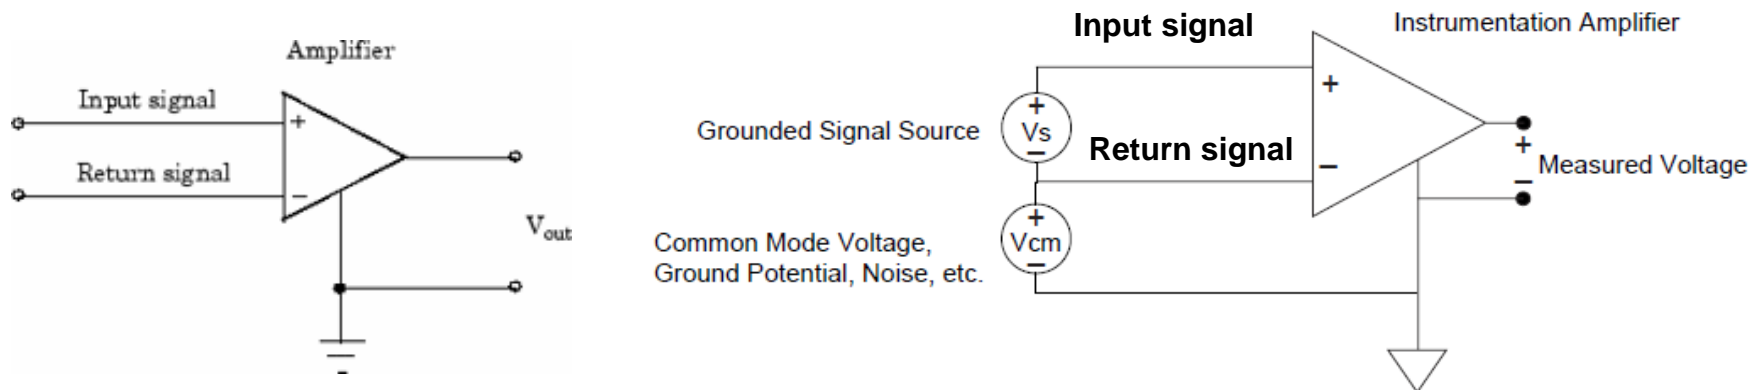 Amplifier
Input signal
+
Return signal
−
Vout
Input signal
Instrumentation Amplifier
+
+
Grounded Signal Source
Vs
−
Return signal
−
+
Measured Voltage
−
+
Common Mode Voltage,
Vcm
Ground Potential, Noise, etc.
−